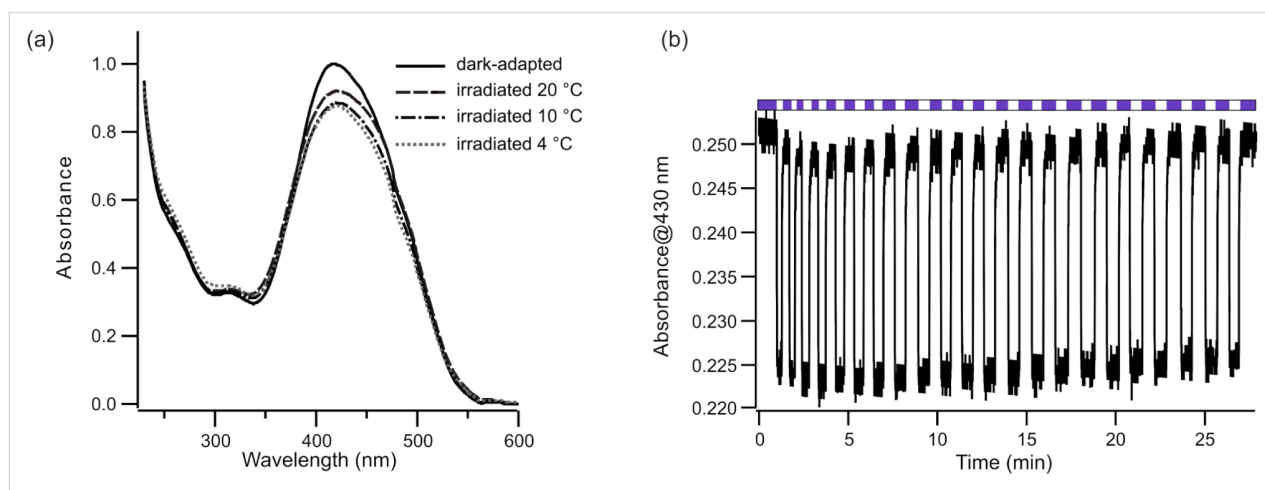 (a)
Absorbance
1.0
0.8
0.6
0.4
0.2
0.0
dark-adapted
irradiated 20 °C
irradiated 10 °C
irradiated 4 °C
300
400
500
600
Wavelength (nm)
(b)
Absorbance@430 nm
0.250
0.245
0.240
0.235
0.230
0.225
0.220
0
5
10
15
20
25
Time (min)